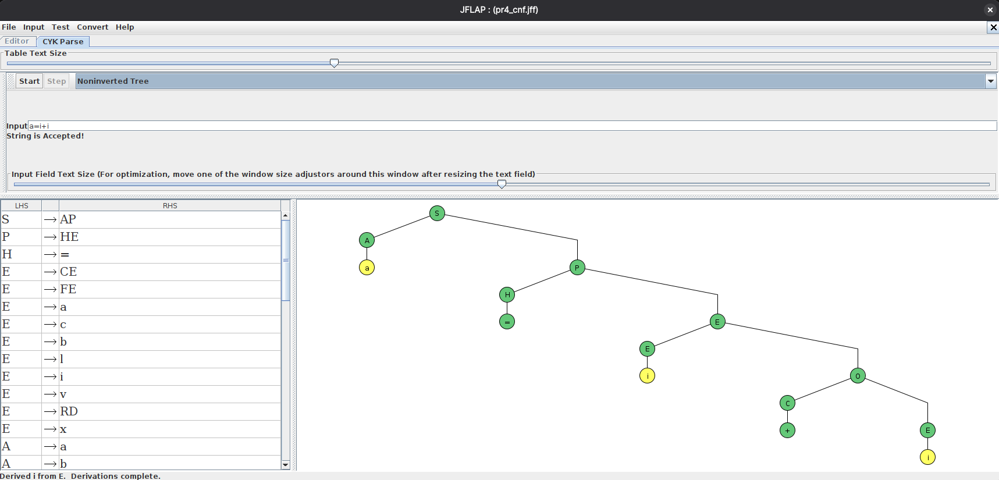 JFLAP : (pr4_cnf.jff)
File Input Test Convert Help
Editor CYK Parse
Table Text Size
Start Step Noninverted Tree
Input a=i+i
String is Accepted!
Input Field Text Size (For optimization, move one of the window size adjustors around this window after resizing the text field)
LHS RHS
S → AP
P → HE
H → =
E → CE
E → FE
E → a
E → c
E → b
E → l
E → i
E → v
E → RD
E → x
A → a
A → b
S
A
a
P
H
=
E
E
i
O
C
+
E
i
Derived i from E. Derivations complete.